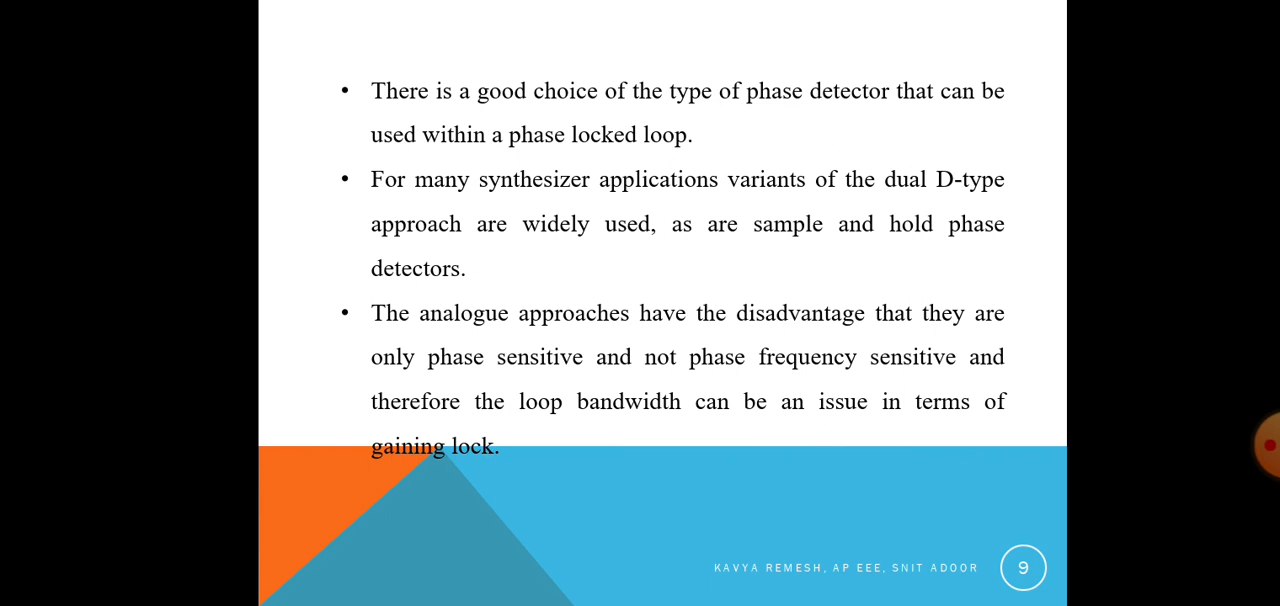 • There is a good choice of the type of phase detector that can be
used within a phase locked loop.
• For many synthesizer applications variants of the dual D-type
approach are widely used, as are sample and hold phase
detectors.
• The analogue approaches have the disadvantage that they are
only phase sensitive and not phase frequency sensitive and
therefore the loop bandwidth can be an issue in terms of
gaining lock.
KAVYA REMESH, AP EEE, SNIT ADOOR
9